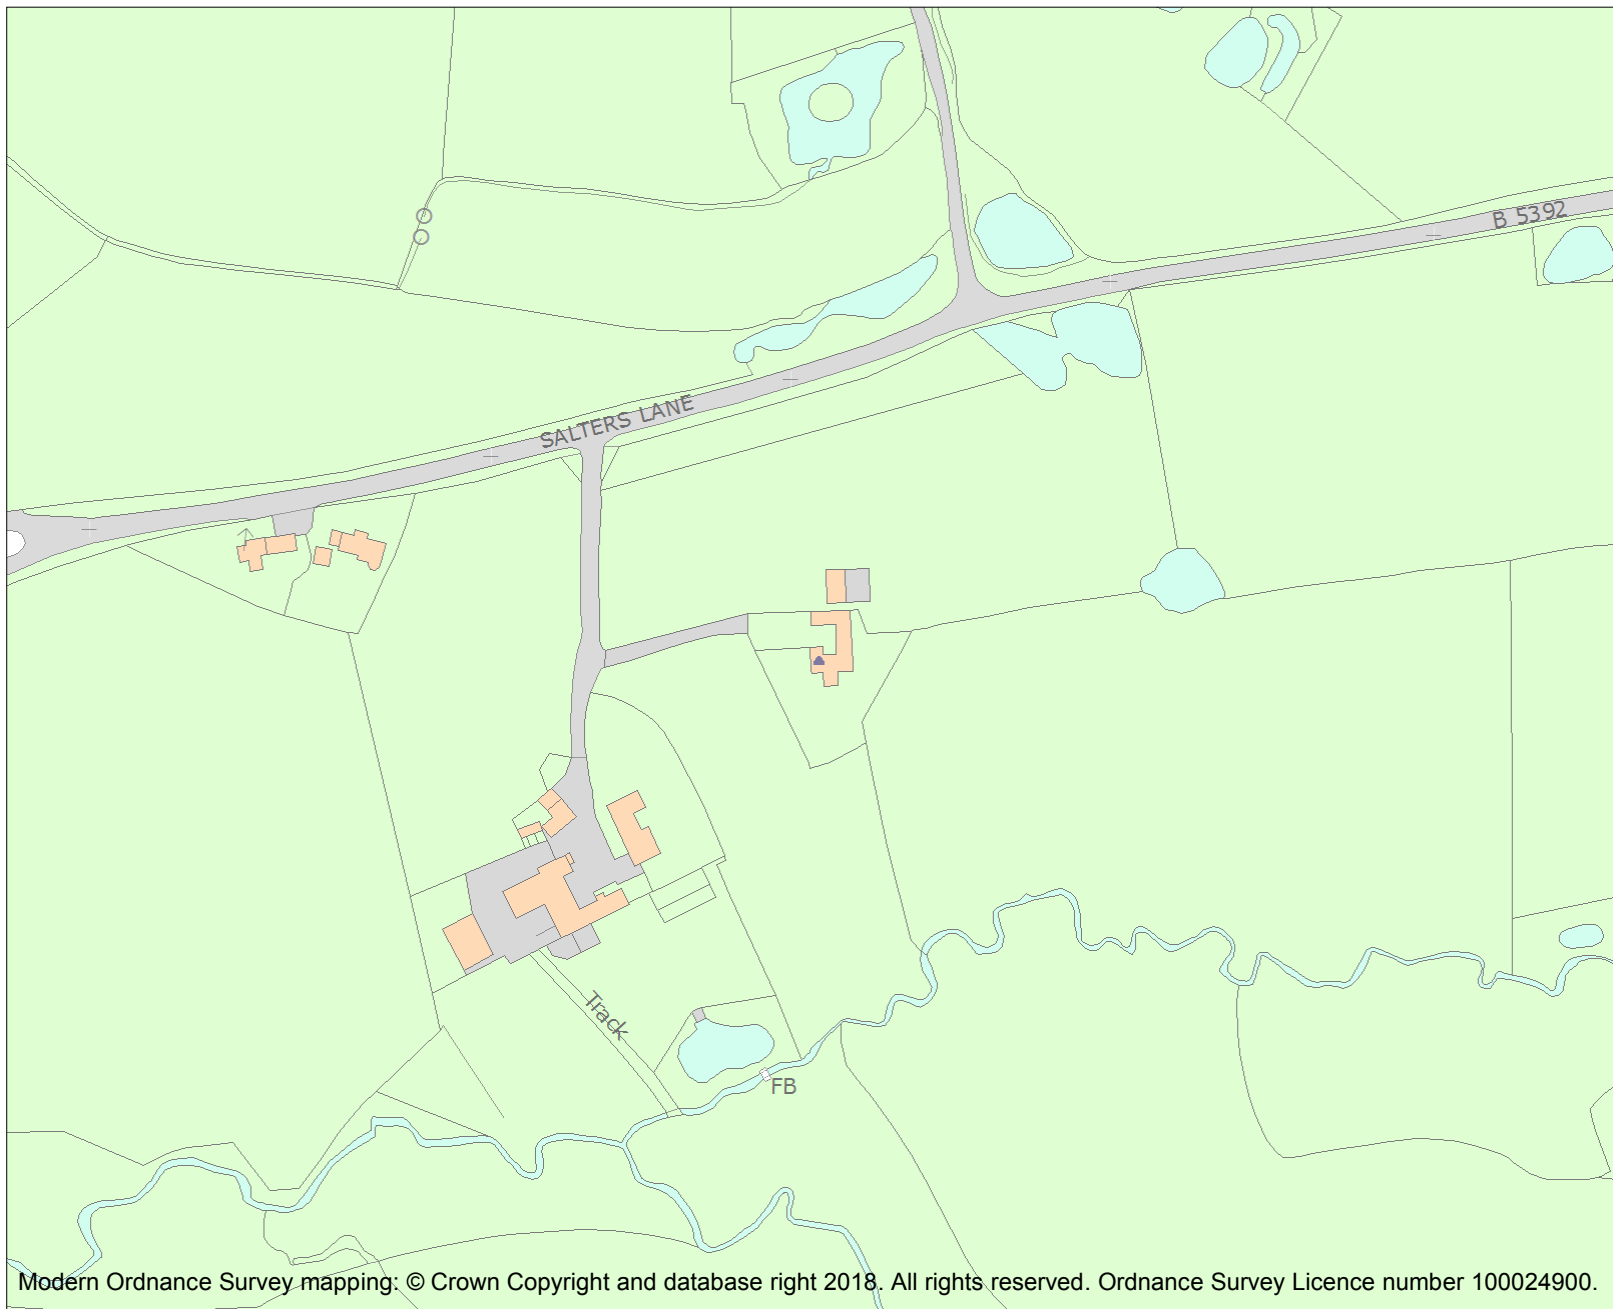 B 5392
SALTERS LANE
Track
FB
Modern Ordnance Survey mapping: © Crown Copyright and database right 2018. All rights reserved. Ordnance Survey Licence number 100024900.